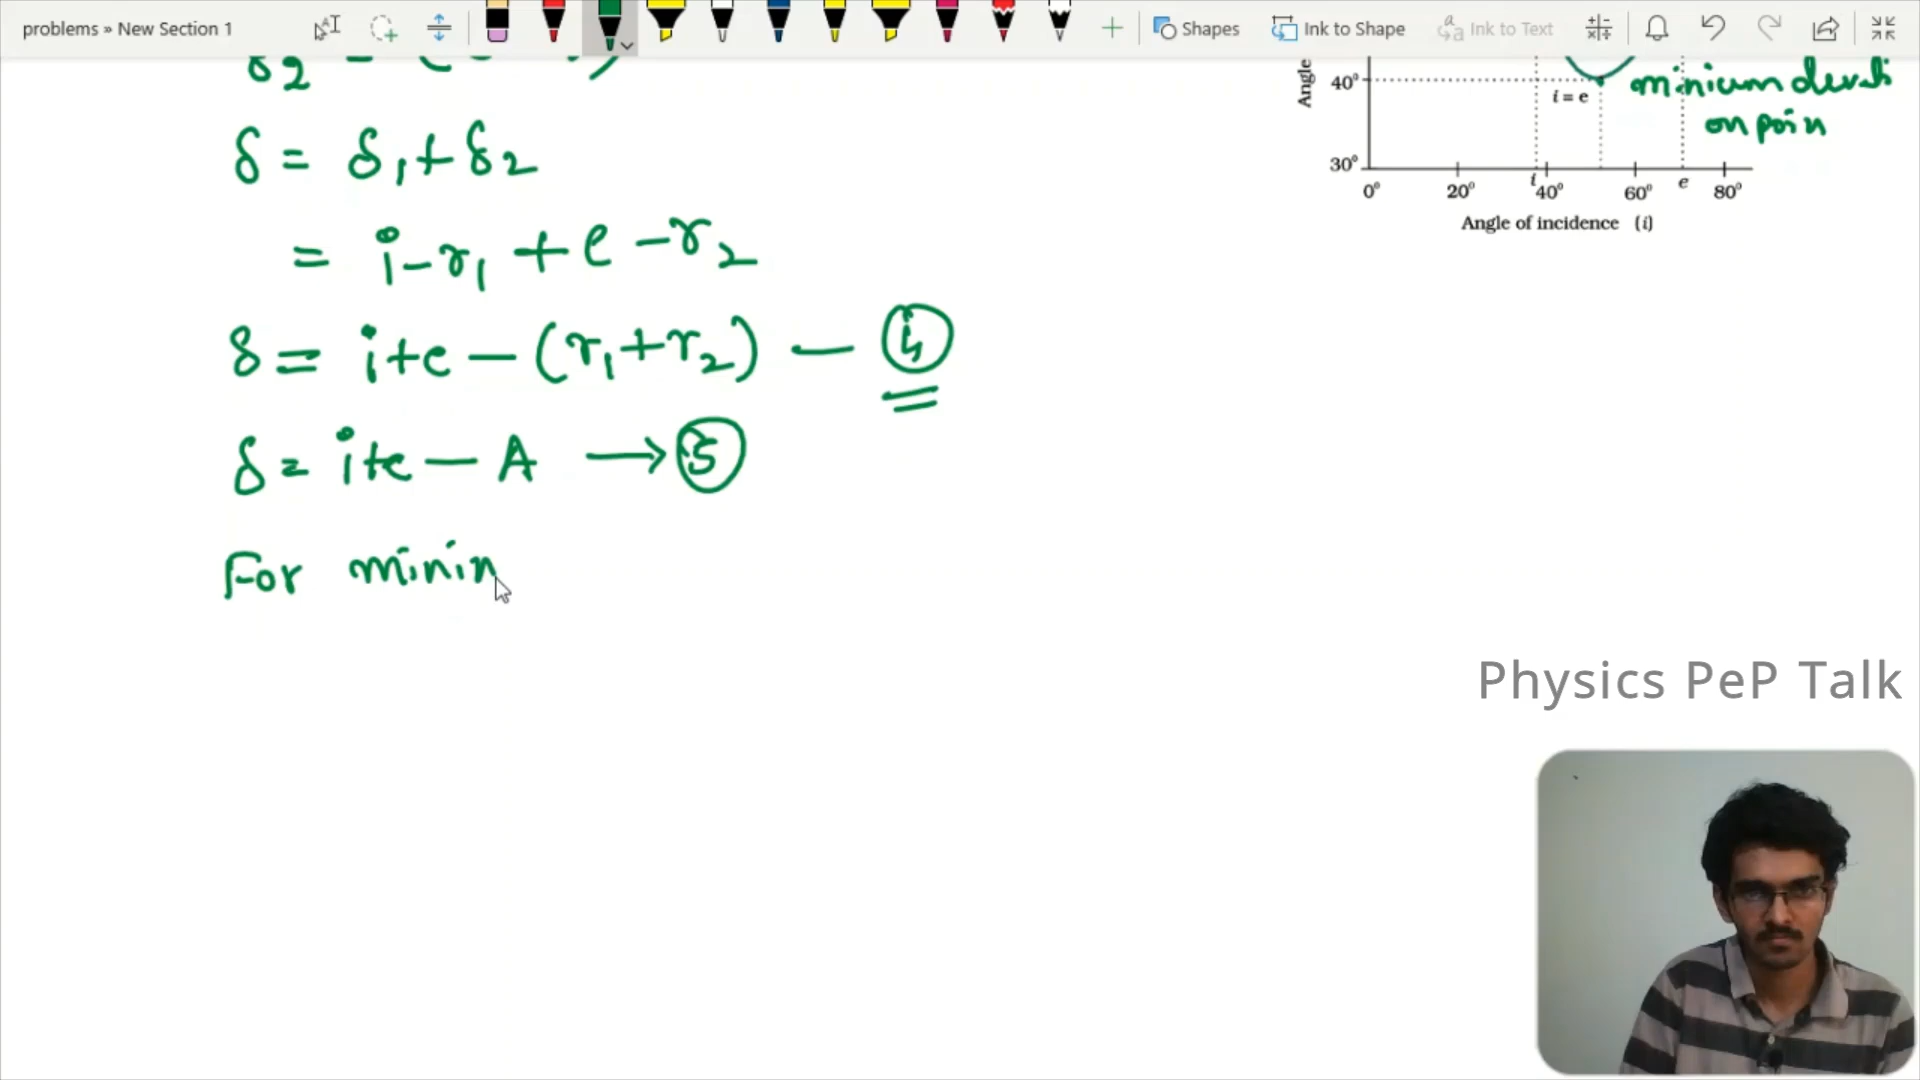 problems » New Section 1
Shapes
Ink to Shape
Ink to Text
δ2 =
δ = δ1 + δ2
= i - r1 + e - r2
δ = i+e - (r1+r2) - 4
δ = i+e - A → 5
For minin
Angle
40°
i = e
minium devati
on poin
30°
0° 20° i 40° 60° e 80°
Angle of incidence (i)
Physics PeP Talk